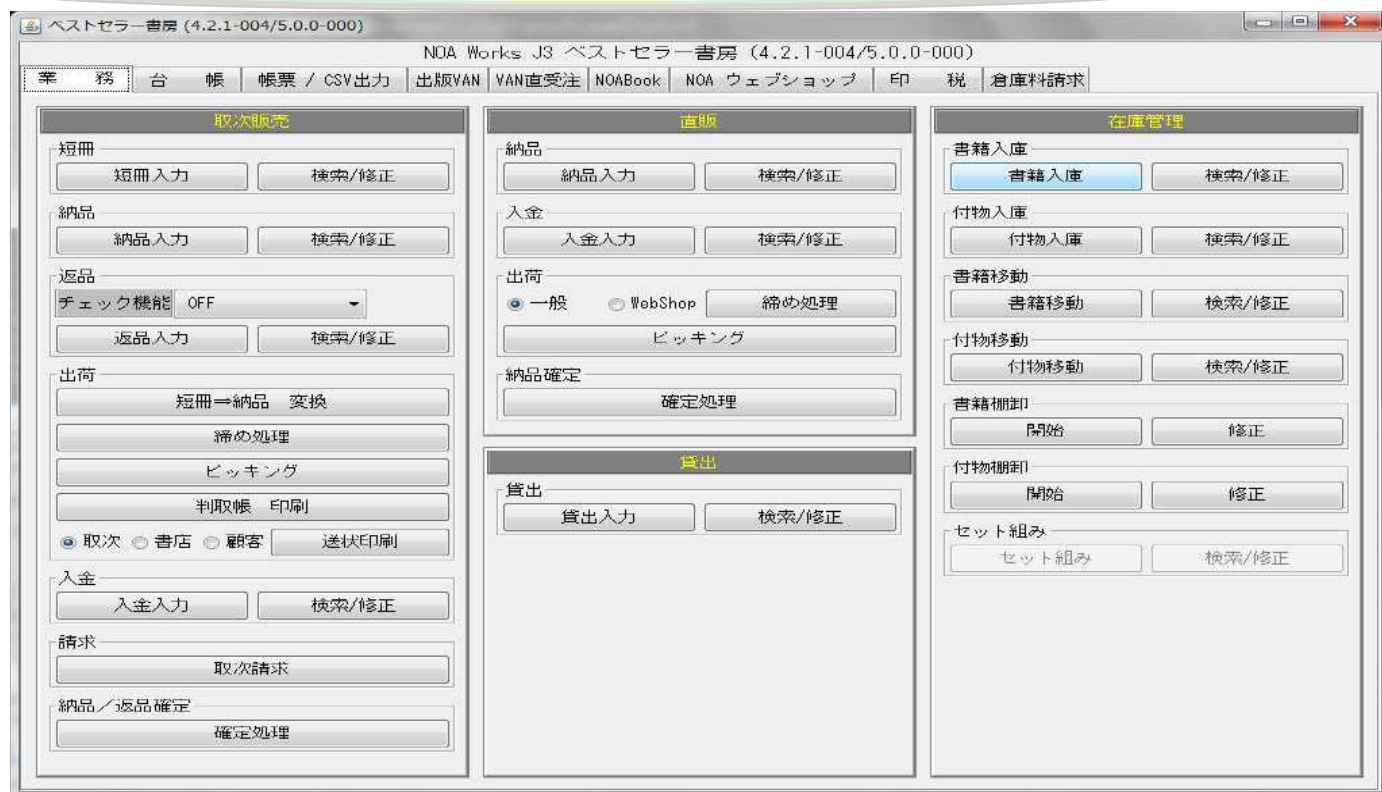 ベストセラー書房 (4.2.1-004/5.0.0-000)
NOA Works J3 ベストセラー書房 (4.2.1-004/5.0.0-000)
業　務 台　帳 帳票 / CSV出力 出版VAN VAN直受注 NOABook NOA ウェブショップ 印　税 倉庫料請求
取次販売
短冊
短冊入力 検索/修正
納品
納品入力 検索/修正
返品
チェック機能 OFF
返品入力 検索/修正
出荷
短冊⇒納品　変換
締め処理
ピッキング
判取帳　印刷
取次 書店 顧客 送状印刷
入金
入金入力 検索/修正
請求
取次請求
納品／返品確定
確定処理
直販
納品
納品入力 検索/修正
入金
入金入力 検索/修正
出荷
一般 WebShop 締め処理
ピッキング
納品確定
確定処理
貸出
貸出
貸出入力 検索/修正
在庫管理
書籍入庫
書籍入庫 検索/修正
付物入庫
付物入庫 検索/修正
書籍移動
書籍移動 検索/修正
付物移動
付物移動 検索/修正
書籍棚卸
開始 修正
付物棚卸
開始 修正
セット組み
セット組み 検索/修正